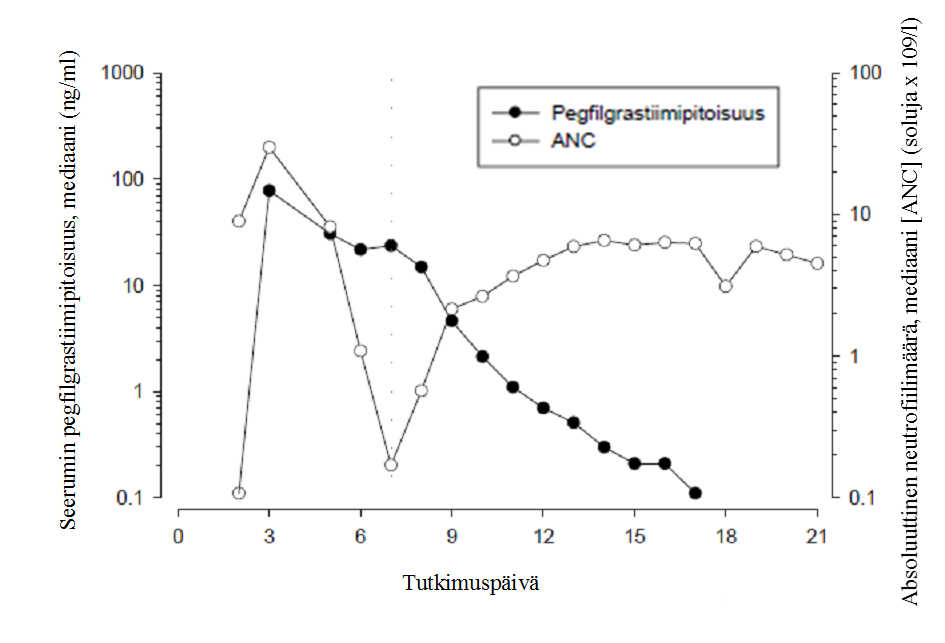 Seerumin pegfilgrastiimipitoisuus, mediaani (ng/ml)
1000
100
10
1
0.1
Pegfilgrastiimipitoisuus
ANC
100
10
1
0.1
Absoluuttinen neutrofiilimäärä, mediaani [ANC] (soluja x 109/l)
0 3 6 9 12 15 18 21
Tutkimuspäivä